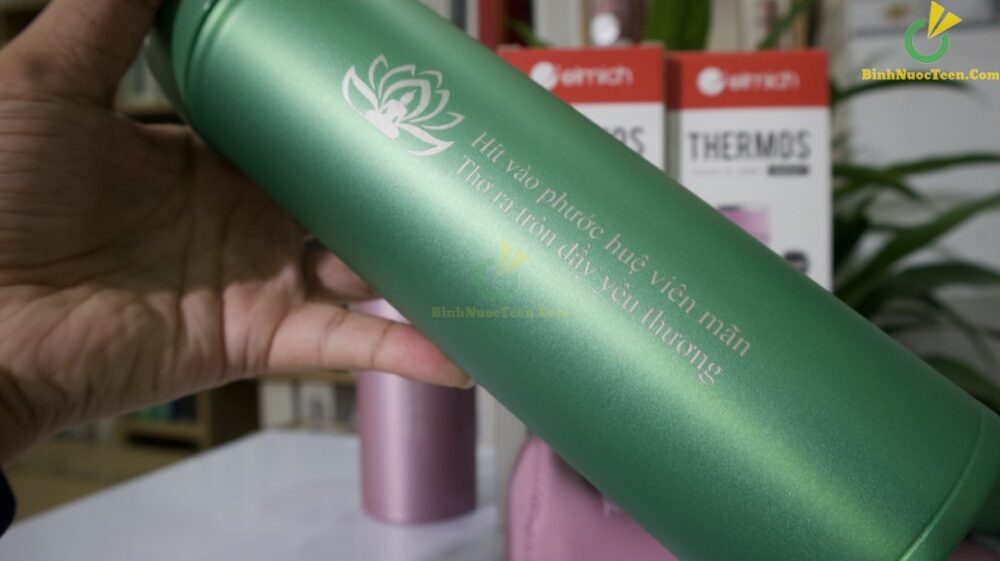 BinhNuocTeen.Com
elmich
elmich
THERMOS
Hít vào phước huệ viên mãn
Thở ra tròn đầy yêu thương
BinhNuocTeen.Com